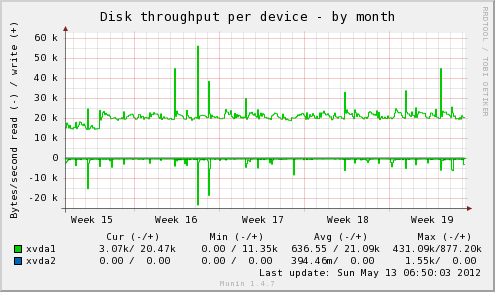 Disk throughput per device - by month
RRDTOOL / TOBI OETIKER
Bytes/second read (-) / write (+)
60 k
50 k
40 k
30 k
20 k
10 k
0
-10 k
-20 k
Week 15 Week 16 Week 17 Week 18 Week 19
Cur (-/+) Min (-/+) Avg (-/+) Max (-/+)
xvda1 3.07k/ 20.47k 0.00 / 11.35k 636.55 / 21.09k 431.09k/877.20k
xvda2 0.00 / 0.00 0.00 / 0.00 394.46m/ 0.00 1.55k/ 0.00
Last update: Sun May 13 06:50:03 2012
Munin 1.4.7